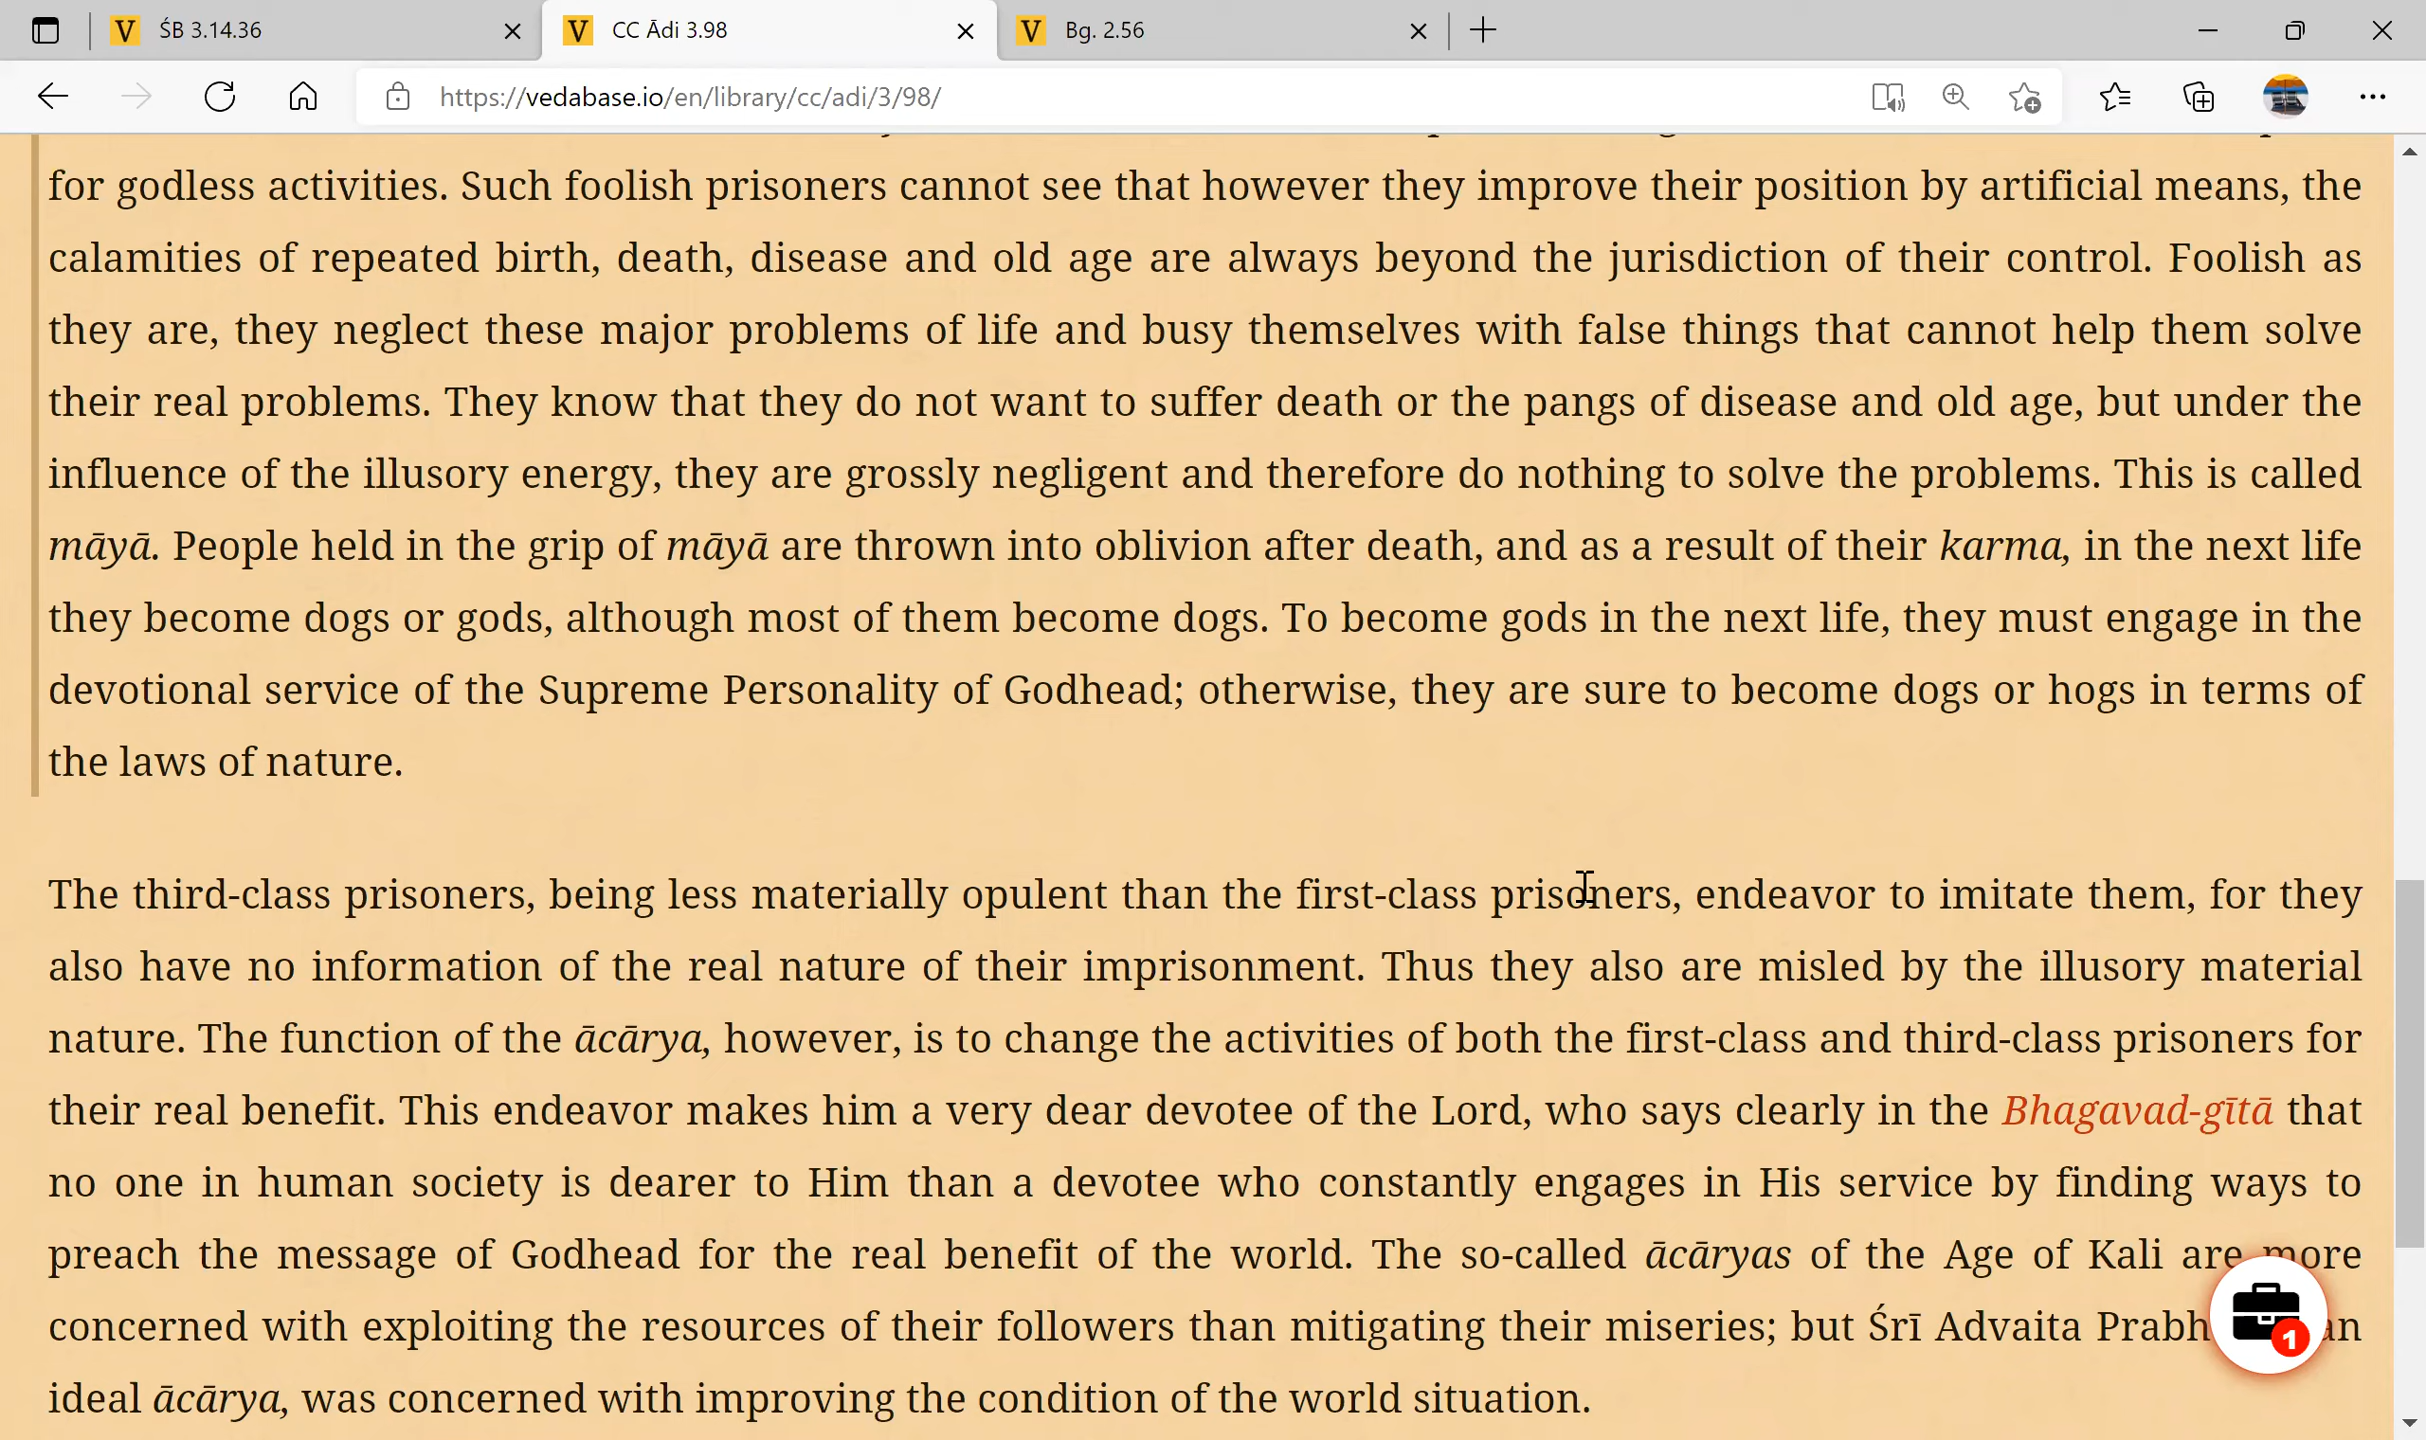 ŚB 3.14.36
CC Ādi 3.98
Bg. 2.56
https://vedabase.io/en/library/cc/adi/3/98/
for godless activities. Such foolish prisoners cannot see that however they improve their position by artificial means, the
calamities of repeated birth, death, disease and old age are always beyond the jurisdiction of their control. Foolish as
they are, they neglect these major problems of life and busy themselves with false things that cannot help them solve
their real problems. They know that they do not want to suffer death or the pangs of disease and old age, but under the
influence of the illusory energy, they are grossly negligent and therefore do nothing to solve the problems. This is called
māyā. People held in the grip of māyā are thrown into oblivion after death, and as a result of their karma, in the next life
they become dogs or gods, although most of them become dogs. To become gods in the next life, they must engage in the
devotional service of the Supreme Personality of Godhead; otherwise, they are sure to become dogs or hogs in terms of
the laws of nature.
The third-class prisoners, being less materially opulent than the first-class prisoners, endeavor to imitate them, for they
also have no information of the real nature of their imprisonment. Thus they also are misled by the illusory material
nature. The function of the ācārya, however, is to change the activities of both the first-class and third-class prisoners for
their real benefit. This endeavor makes him a very dear devotee of the Lord, who says clearly in the Bhagavad-gītā that
no one in human society is dearer to Him than a devotee who constantly engages in His service by finding ways to
preach the message of Godhead for the real benefit of the world. The so-called ācāryas of the Age of Kali are more
concerned with exploiting the resources of their followers than mitigating their miseries; but Śrī Advaita Prabh an
ideal ācārya, was concerned with improving the condition of the world situation.
1